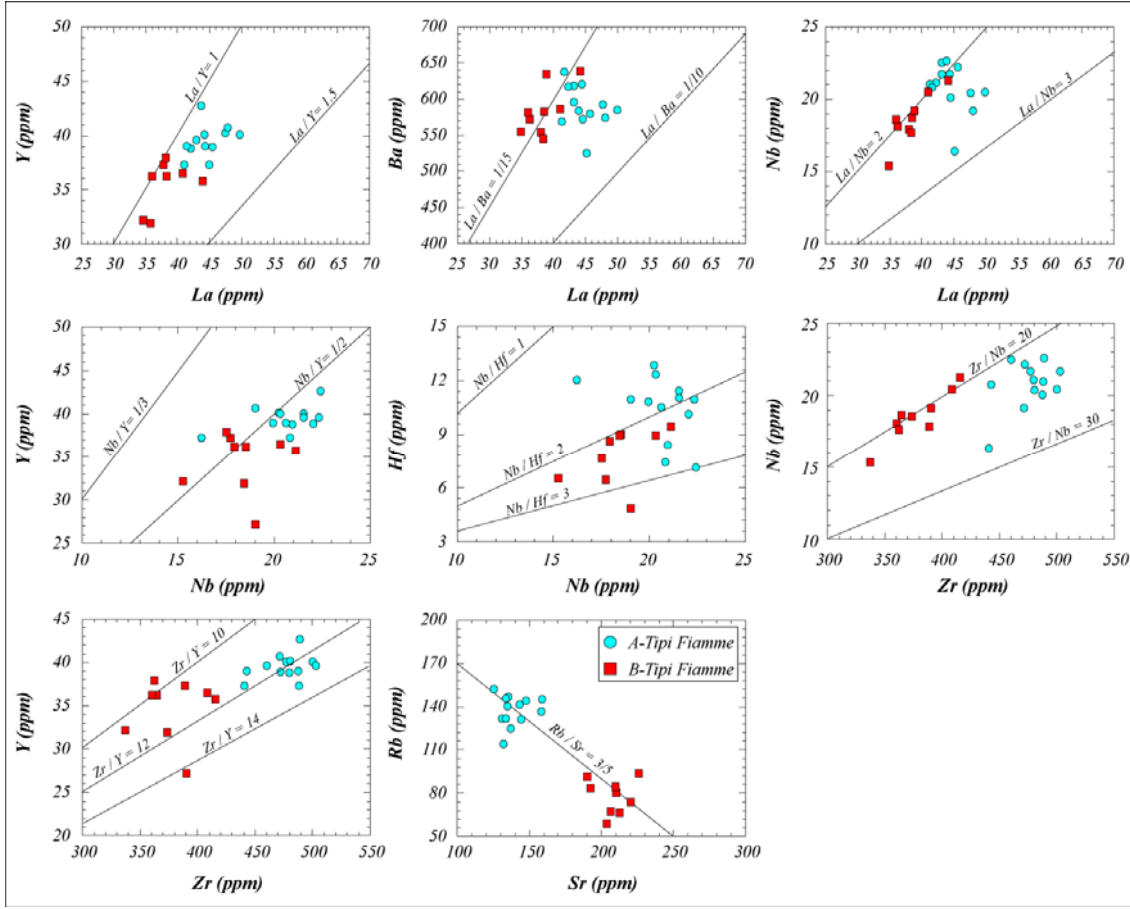 50
45
40
35
30
Y (ppm)
La / Y = 1
La / Y = 1.5
25 30 35 40 45 50 55 60 65 70
La (ppm)
700
600
500
400
Ba (ppm)
La / Ba = 1/15
La / Ba = 1/10
25 30 35 40 45 50 55 60 65 70
La (ppm)
25
20
15
10
Nb (ppm)
La / Nb = 2
La / Nb = 3
25 30 35 40 45 50 55 60 65 70
La (ppm)
50
45
40
35
30
25
Y (ppm)
Nb / Y = 1/3
Nb / Y = 1/2
10 15 20 25
Nb (ppm)
15
12
9
6
3
Hf (ppm)
Nb / Hf = 1
Nb / Hf = 2
Nb / Hf = 3
10 15 20 25
Nb (ppm)
25
20
15
10
Nb (ppm)
Zr / Nb = 20
Zr / Nb = 30
300 350 400 450 500 550
Zr (ppm)
45
40
35
30
25
20
Y (ppm)
Zr / Y = 10
Zr / Y = 12
Zr / Y = 14
300 350 400 450 500 550
Zr (ppm)
190
170
140
110
80
50
Rb (ppm)
Rb / Sr = 3/5
A-Tipi Fiamme
B-Tipi Fiamme
100 150 200 250 300
Sr (ppm)